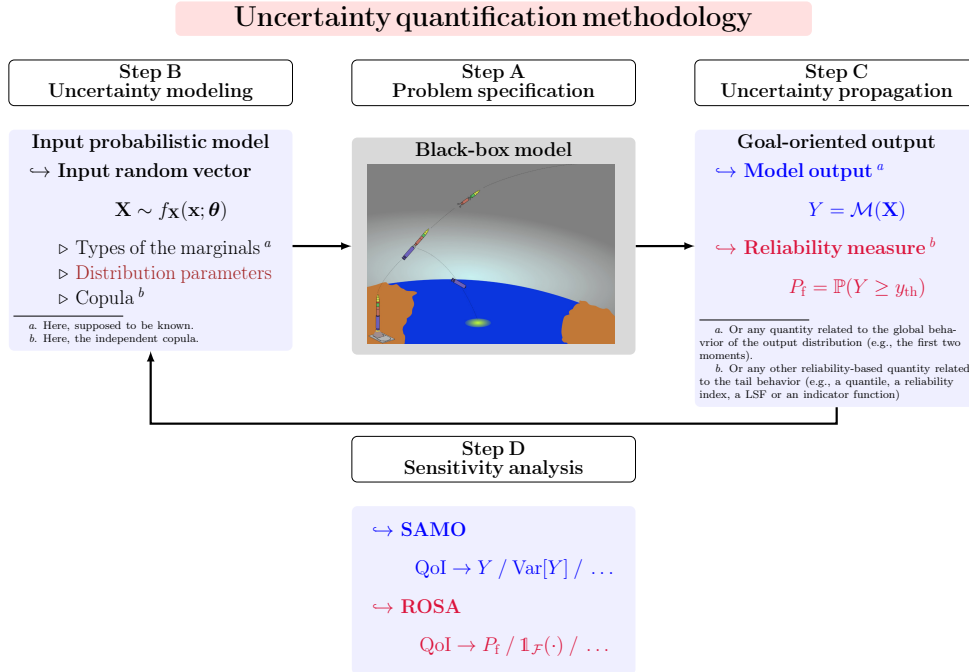 Uncertainty quantification methodology
Step B
Uncertainty modeling
Input probabilistic model
↪ Input random vector
X ∼ f_X(x; θ)
▷ Types of the marginals ᵃ
▷ Distribution parameters
▷ Copula ᵇ
a. Here, supposed to be known.
b. Here, the independent copula.
Step A
Problem specification
Black-box model
Step C
Uncertainty propagation
Goal-oriented output
↪ Model output ᵃ
Y = ℳ(X)
↪ Reliability measure ᵇ
P_f = ℙ(Y ≥ y_th)
a. Or any quantity related to the global beha-
vior of the output distribution (e.g., the first two
moments).
b. Or any other reliability-based quantity related
to the tail behavior (e.g., a quantile, a reliability
index, a LSF or an indicator function)
Step D
Sensitivity analysis
↪ SAMO
QoI → Y / Var[Y] / …
↪ ROSA
QoI → P_f / 𝟙_ℱ(·) / …